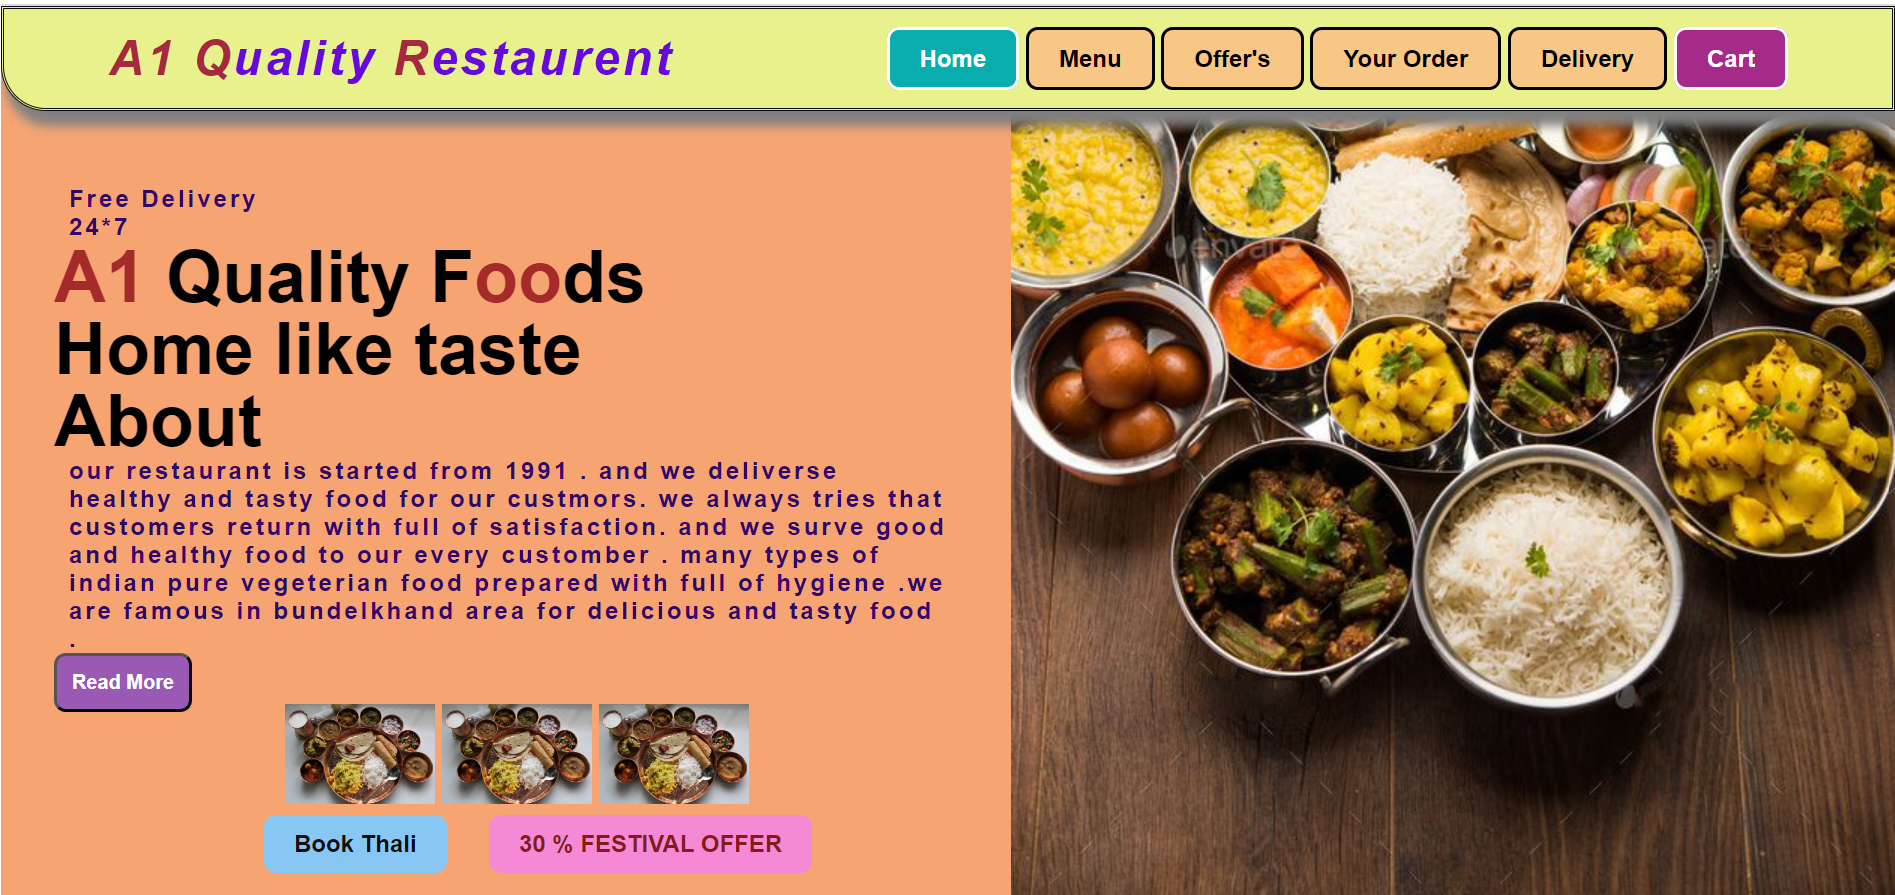 A1 Quality Restaurent
Home Menu Offer's Your Order Delivery Cart
Free Delivery
24*7
A1 Quality Foods
Home like taste
About
our restaurant is started from 1991 . and we deliverse
healthy and tasty food for our custmors. we always tries that
customers return with full of satisfaction. and we surve good
and healthy food to our every custumber . many types of
indian pure vegeterian food prepared with full of hygiene .we
are famous in bundelkhand area for delicious and tasty food
.
Read More
Book Thali
30 % FESTIVAL OFFER
envato
envato